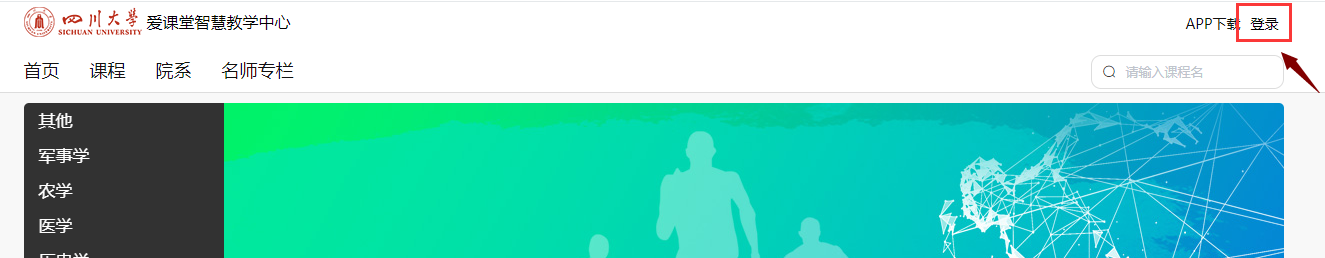 四川大学
SICHUAN UNIVERSITY
爱课堂智慧教学中心
APP下载 登录
首页 课程 院系 名师专栏
请输入课程名
其他
军事学
农学
医学